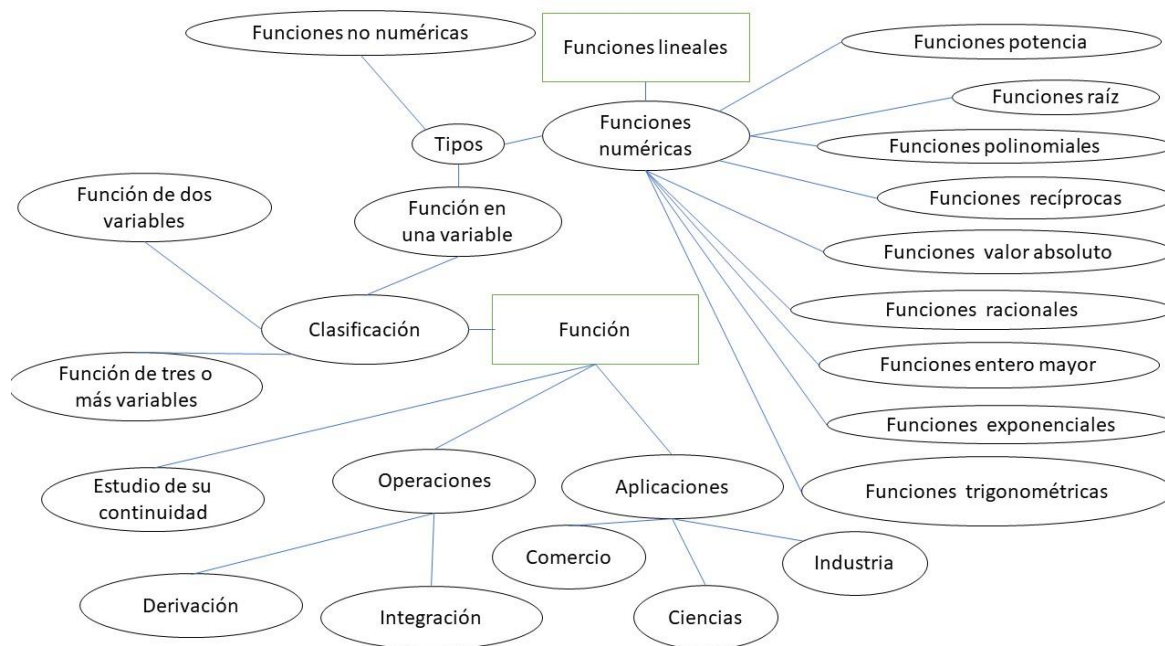 Funciones no numéricas
Funciones lineales
Funciones potencia
Funciones raíz
Funciones
numéricas
Tipos
Funciones polinomiales
Función de dos
variables
Función en
una variable
Funciones recíprocas
Funciones valor absoluto
Clasificación
Función
Funciones racionales
Función de tres o
más variables
Funciones entero mayor
Funciones exponenciales
Estudio de su
continuidad
Operaciones
Aplicaciones
Funciones trigonométricas
Comercio
Industria
Derivación
Integración
Ciencias